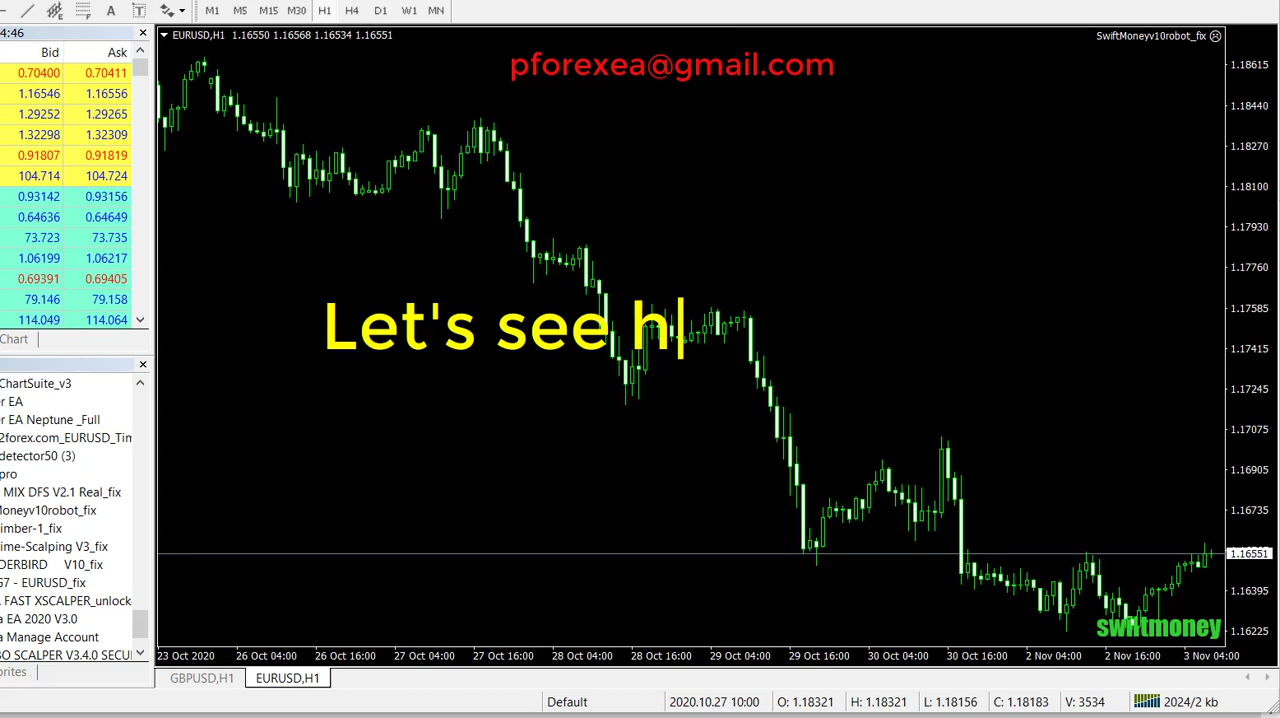 M1 M5 M15 M30 H1 H4 D1 W1 MN
4:46
Bid Ask
0.70400 0.70411
1.16546 1.16556
1.29252 1.29265
1.32298 1.32309
0.91807 0.91819
104.714 104.724
0.93142 0.93156
0.64636 0.64649
73.723 73.735
1.06199 1.06217
0.69391 0.69405
79.146 79.158
114.049 114.064
Chart
ChartSuite_v3
er EA
r EA Neptune _Full
2forex.com_EURUSD_Tim
detector50 (3)
pro
MIX DFS V2.1 Real_fix
Moneyv10robot_fix
imber-1_fix
ime-Scalping V3_fix
DERBIRD V10_fix
G7 - EURUSD_fix
FAST XSCALPER_unlock
a EA 2020 V3.0
a Manage Account
BO SCALPER V3.4.0 SECU
orites
EURUSD,H1 1.16550 1.16568 1.16534 1.16551
SwiftMoneyv10robot_fix
pforexea@gmail.com
Let's see h
1.18615
1.18440
1.18270
1.18100
1.17930
1.17760
1.17585
1.17415
1.17245
1.17075
1.16905
1.16735
1.16551
1.16395
1.16225
swiftmoney
23 Oct 2020 26 Oct 04:00 26 Oct 16:00 27 Oct 04:00 27 Oct 16:00 28 Oct 04:00 28 Oct 16:00 29 Oct 04:00 29 Oct 16:00 30 Oct 04:00 30 Oct 16:00 2 Nov 04:00 2 Nov 16:00 3 Nov 04:00
GBPUSD,H1 EURUSD,H1
Default 2020.10.27 10:00 O: 1.18321 H: 1.18321 L: 1.18156 C: 1.18183 V: 3534 2024/2 kb